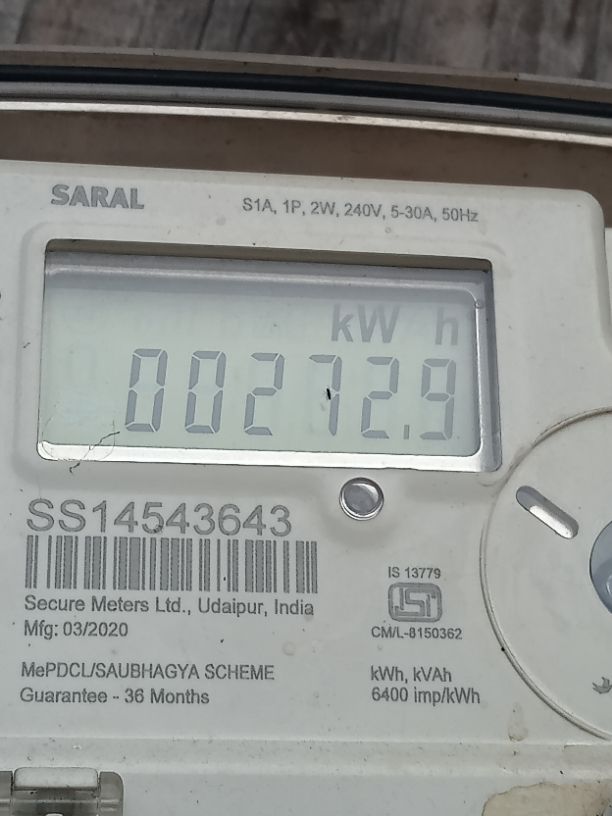 SARAL
S1A, 1P, 2W, 240V, 5-30A, 50Hz
kW h
00272.9
SS14543643
Secure Meters Ltd., Udaipur, India
Mfg: 03/2020
IS 13779
ISI
CM/L-8150362
MePDCL/SAUBHAGYA SCHEME
Guarantee - 36 Months
kWh, kVAh
6400 imp/kWh